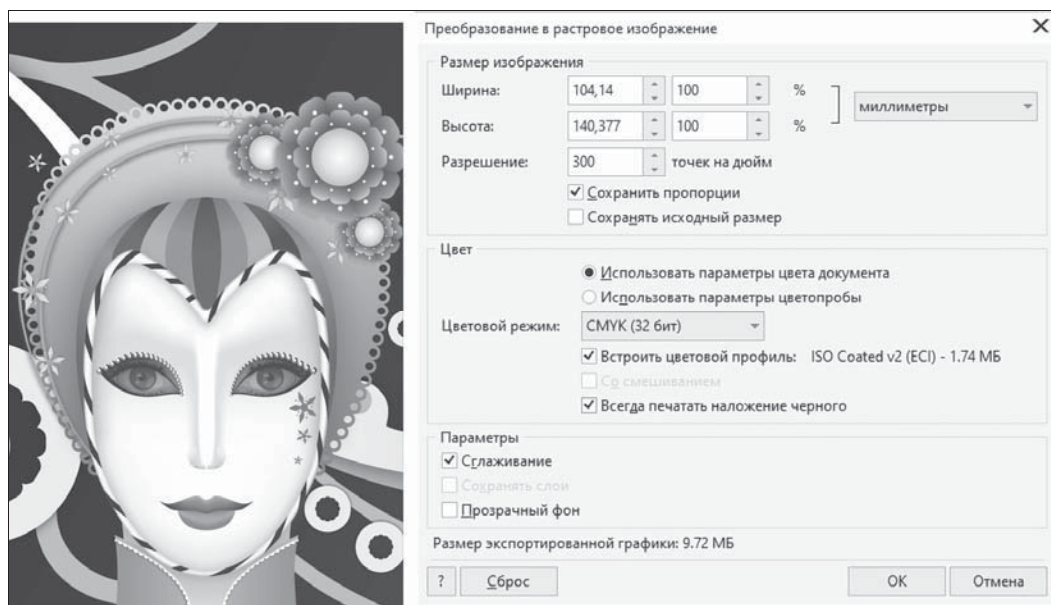 Преобразование в растровое изображение
Размер изображения
Ширина: 104,14 100 % миллиметры
Высота: 140,377 100 %
Разрешение: 300 точек на дюйм
Сохранить пропорции
Сохранять исходный размер
Цвет
Использовать параметры цвета документа
Использовать параметры цветопробы
Цветовой режим: CMYK (32 бит)
Встроить цветовой профиль: ISO Coated v2 (ECI) - 1.74 МБ
Со смешиванием
Всегда печатать наложение черного
Параметры
Сглаживание
Сохранять слои
Прозрачный фон
Размер экспортированной графики: 9.72 МБ
? Сброс ОК Отмена